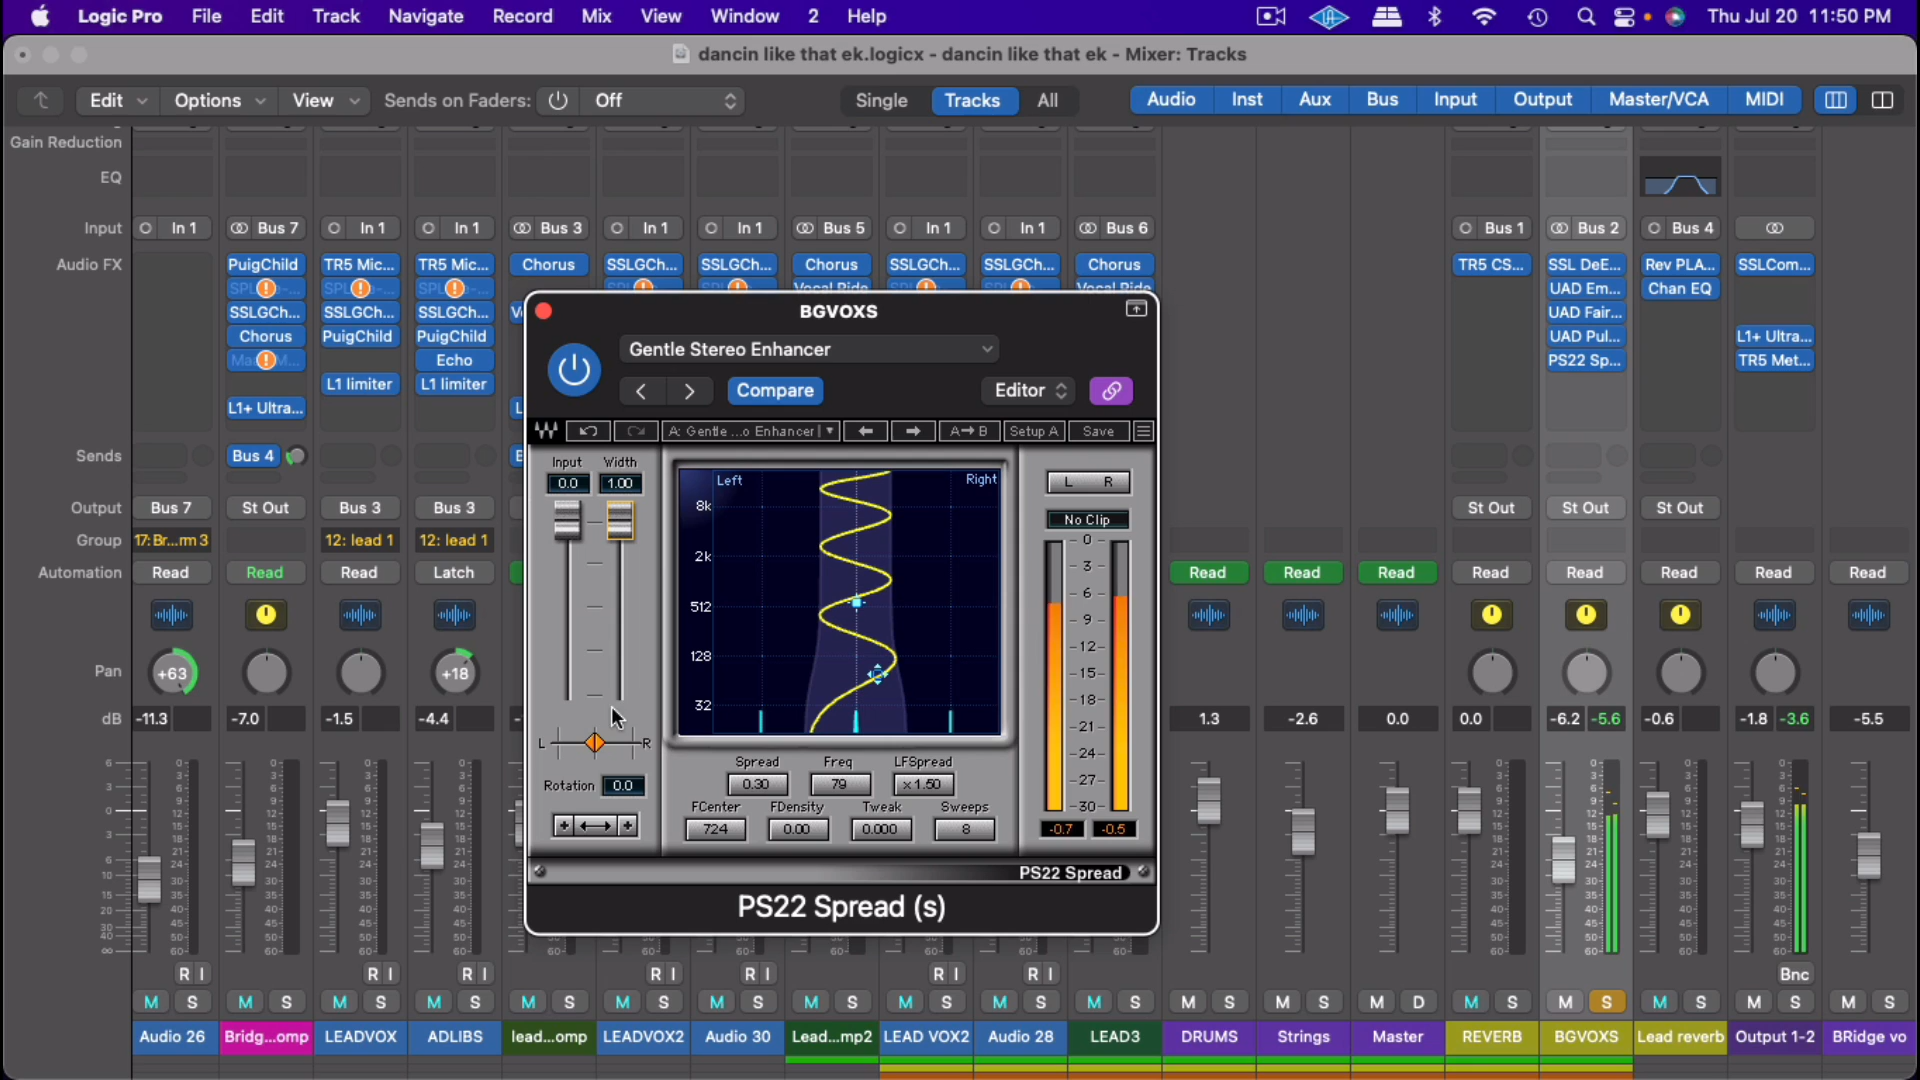 Logic Pro File Edit Track Navigate Record Mix View Window 2 Help Thu Jul 20 11:50 PM
dancin like that ek.logicx - dancin like that ek - Mixer: Tracks
Edit Options View Sends on Faders: Off Single Tracks All Audio Inst Aux Bus Input Output Master/VCA MIDI
Gain Reduction
EQ
Input In 1 Bus 7 In 1 In 1 Bus 3 In 1 In 1 Bus 5 In 1 In 1 Bus 6 Bus 1 Bus 2 Bus 4
Audio FX PuigChild TR5 Mic... TR5 Mic... Chorus SSLGCh... SSLGCh... Chorus SSLGCh... SSLGCh... Chorus TR5 CS... SSL DeE... Rev PLA... SSLCom...
Vocal Ride Vocal Ride UAD Em... Chan EQ
SSLGCh... SSLGCh... SSLGCh... UAD Fair...
Chorus PuigChild PuigChild UAD Pul... L1+ Ultra...
Echo PS22 Sp... TR5 Met...
L1 limiter L1 limiter
L1+ Ultra...
BGVOXS
Gentle Stereo Enhancer
Compare Editor
A: Gentle ...o Enhancer A→B Setup A Save
Sends Bus 4
Output Bus 7 St Out Bus 3 Bus 3 St Out St Out St Out
Group 17: Br...rm 3 12: lead 1 12: lead 1
Automation Read Read Read Latch Read Read Read Read Read Read Read Read
Input Width
0.0 1.00
Left Right
8k
2k
512
128
32
L R
No Clip
0
3
6
9
12
15
18
21
24
27
30
-0.7 -0.5
L R
Rotation 0.0
Spread Freq LFSpread
0.30 79 x1.50
FCenter FDensity Tweak Sweeps
724 0.00 0.000 8
PS22 Spread
PS22 Spread (s)
Pan +63 +18
dB -11.3 -7.0 -1.5 -4.4 1.3 -2.6 0.0 0.0 -6.2 -5.6 -0.6 -1.8 -3.6 -5.5
R I R I R I R I R I R I R I Bnc
M S M S M S M S M S M S M S M S M S M S M S M S M S M D M S M S M S M S M S
Audio 26 Bridg...omp LEADVOX ADLIBS lead...omp LEADVOX2 Audio 30 Lead...mp2 LEAD VOX2 Audio 28 LEAD3 DRUMS Strings Master REVERB BGVOXS Lead reverb Output 1-2 BRidge vo